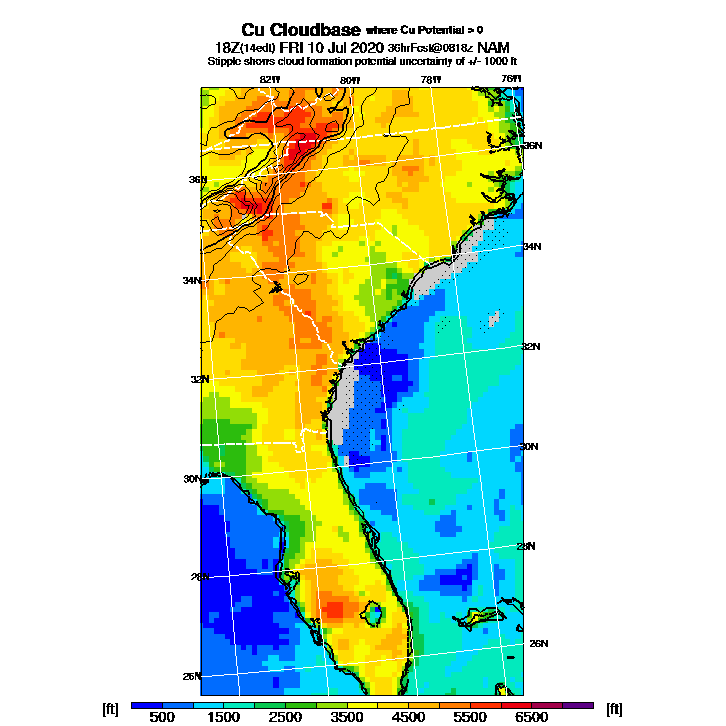 Cu Cloudbase where Cu Potential > 0
18Z(14edt) FRI 10 Jul 2020 36hrFcst@0818z NAM
Stipple shows cloud formation potential uncertainty of +/- 1000 ft
82W 80W 78W 76W
36N
36N
34N
34N
32N
32N
30N
30N
28N
28N
26N
26N
[ft] 500 1500 2500 3500 4500 5500 6500 [ft]